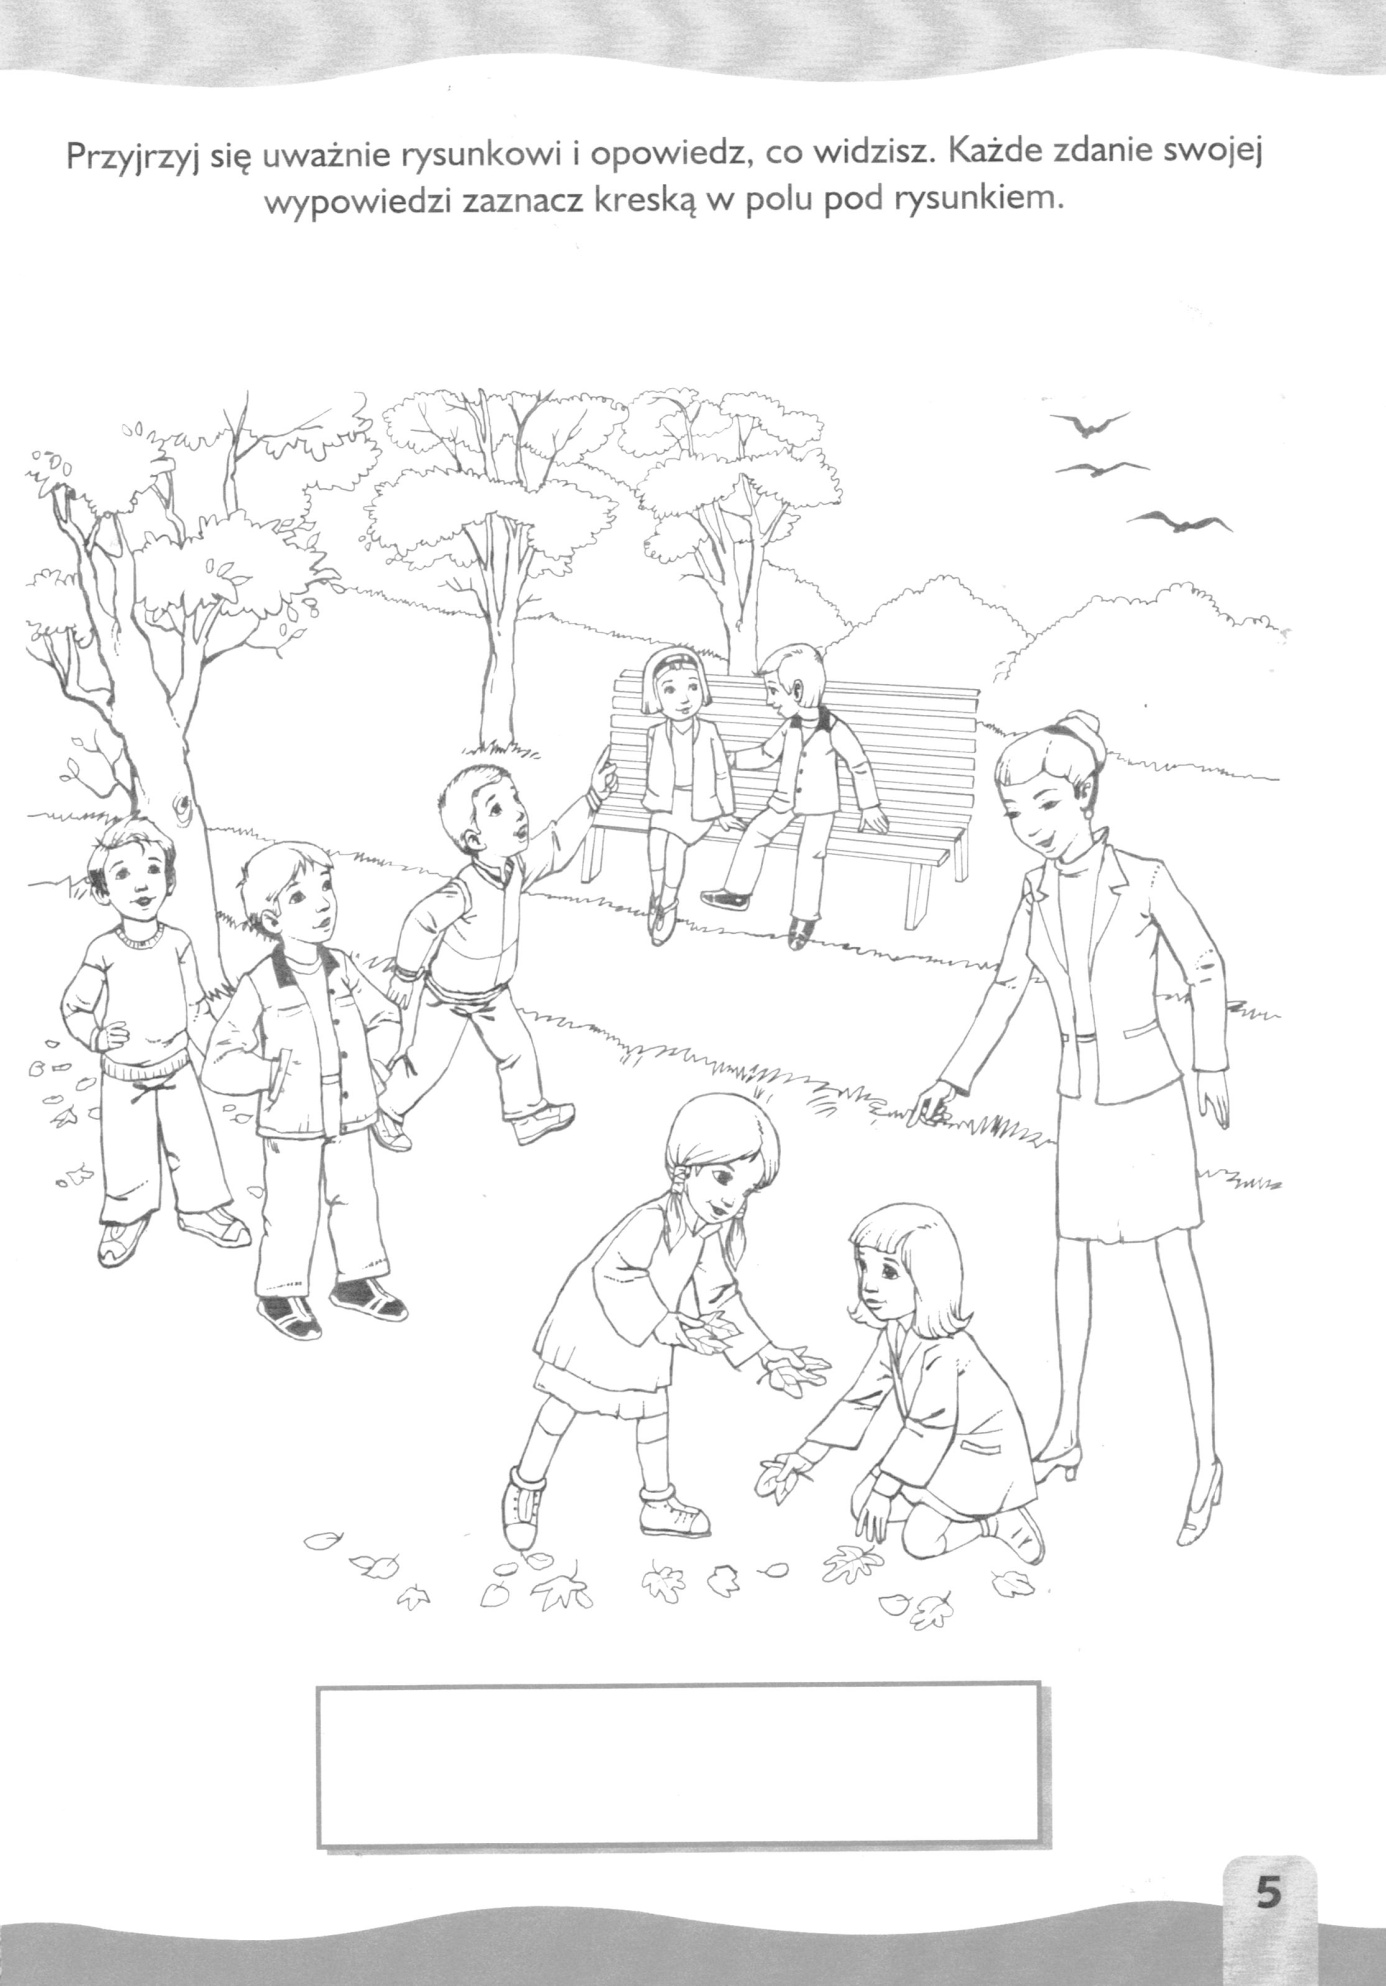 Przyjrzyj się uważnie rysunkowi i opowiedz, co widzisz. Każde zdanie swojej
wypowiedzi zaznacz kreską w polu pod rysunkiem.
5